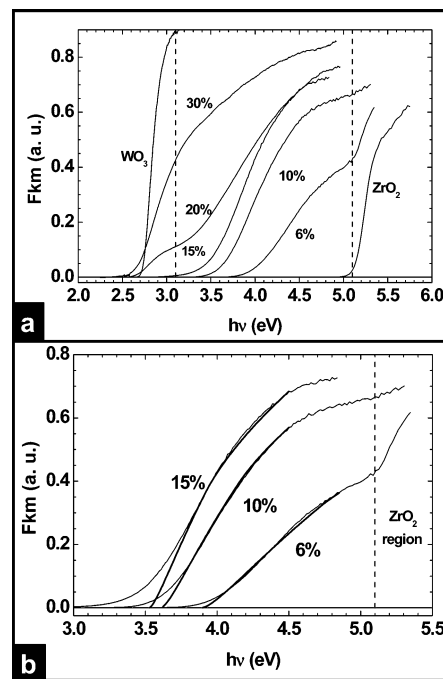 Fkm (a. u.)
0.8
0.6
0.4
0.2
0.0
30%
WO3
20%
15%
10%
6%
ZrO2
2.0 2.5 3.0 3.5 4.0 4.5 5.0 5.5 6.0
hν (eV)
a
Fkm (a. u.)
0.8
0.6
0.4
0.2
0.0
15%
10%
6%
ZrO2
region
3.0 3.5 4.0 4.5 5.0 5.5
hν (eV)
b